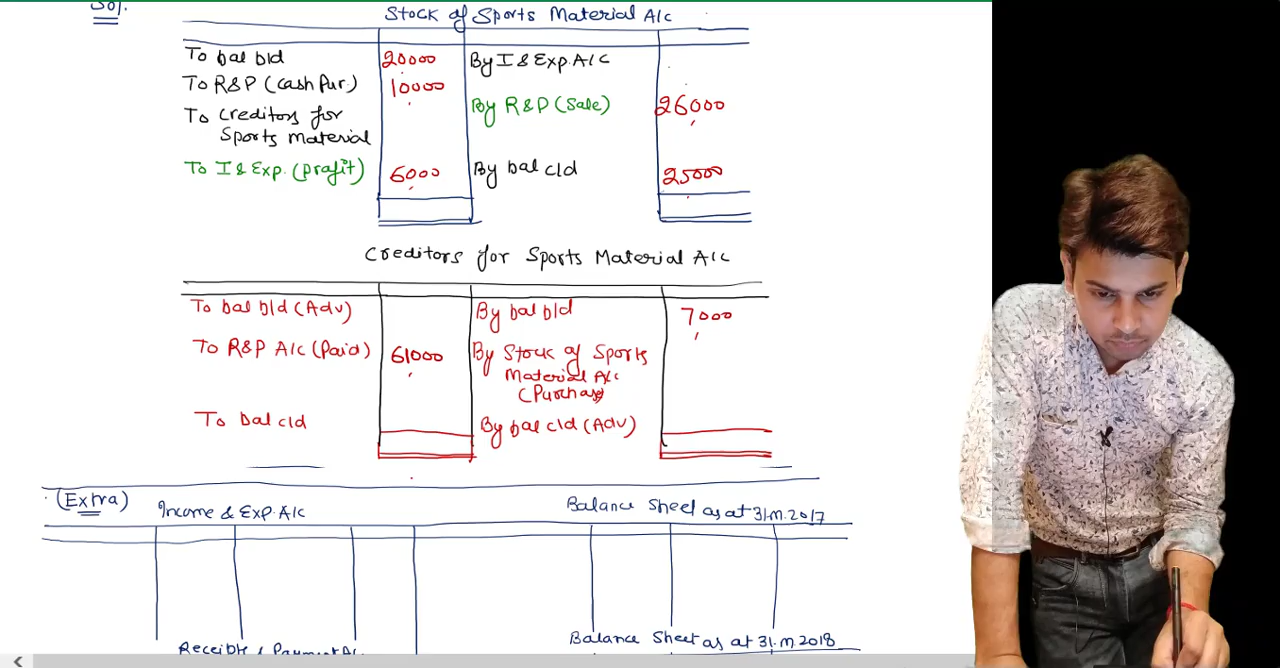 Sol.
Stock of Sports Material A/c
To bal b/d 20000 By I & Exp. A/C
To R&P (Cash Pur.) 10000
By R&P (Sale) 26000
To Creditors for
Sports Material
To I & Exp. (Profit) 6000 By bal c/d 25000
Creditors for Sports Material A/C
To bal b/d (Adv) By bal b/d 7000
To R&P A/C (Paid) 61000 By Stock of Sports
Material A/c
(Purchase)
To bal c/d By bal c/d (Adv)
(Extra) Income & Exp. A/C Balance Sheet as at 31.M.2017
Receipt & Payment A/c Balance Sheet as at 31.M.2018